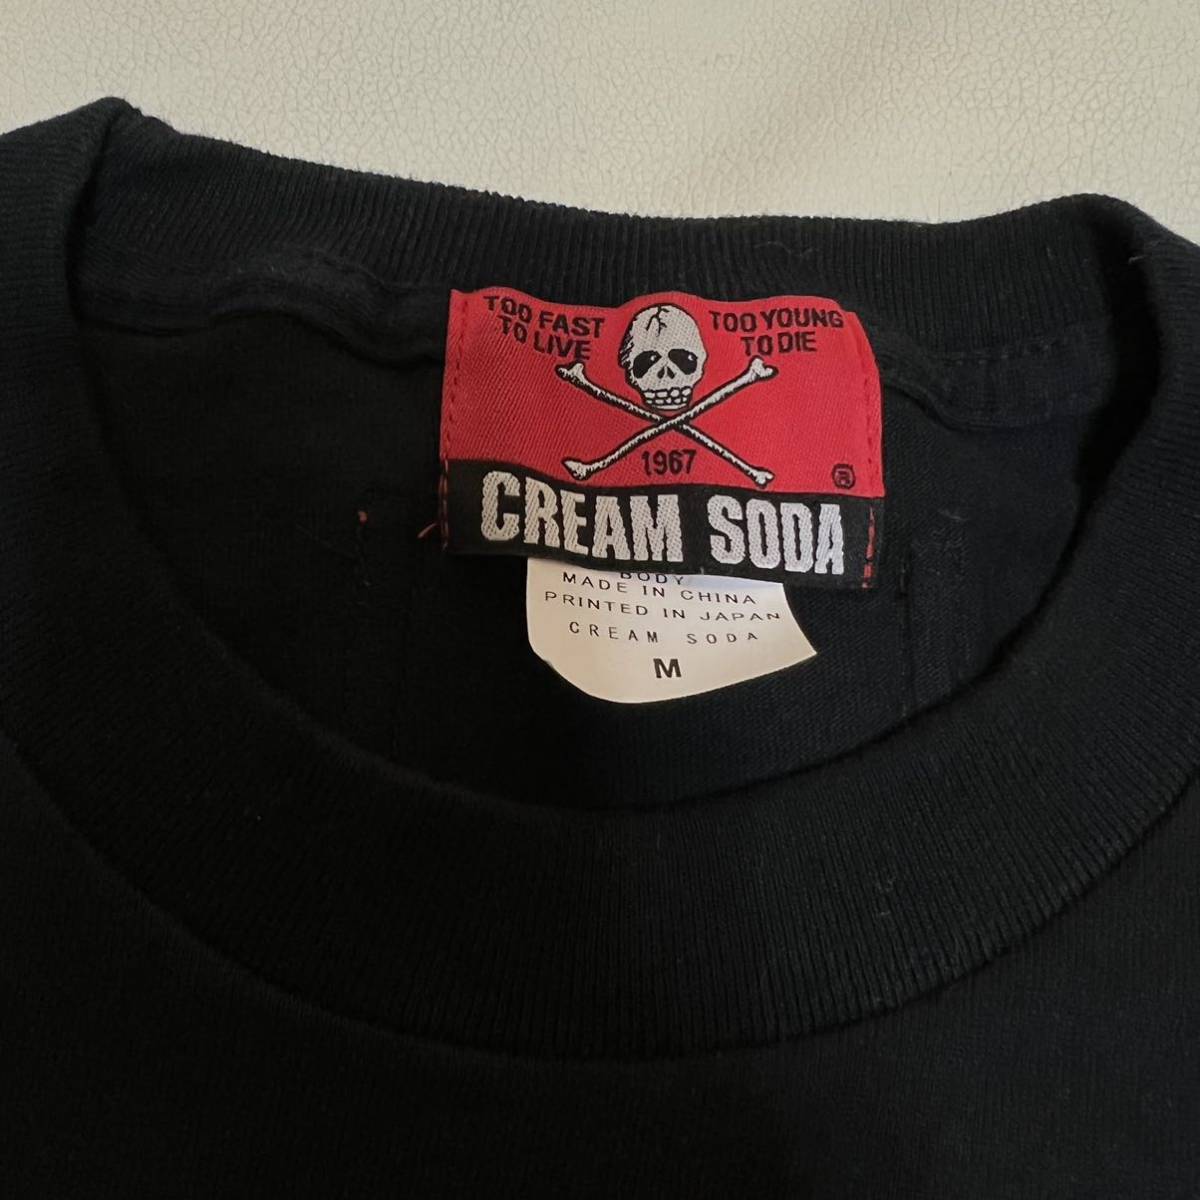 TOO FAST
TO LIVE
TOO YOUNG
TO DIE
1967
®
CREAM SODA
BODY
MADE IN CHINA
PRINTED IN JAPAN
CREAM SODA
M